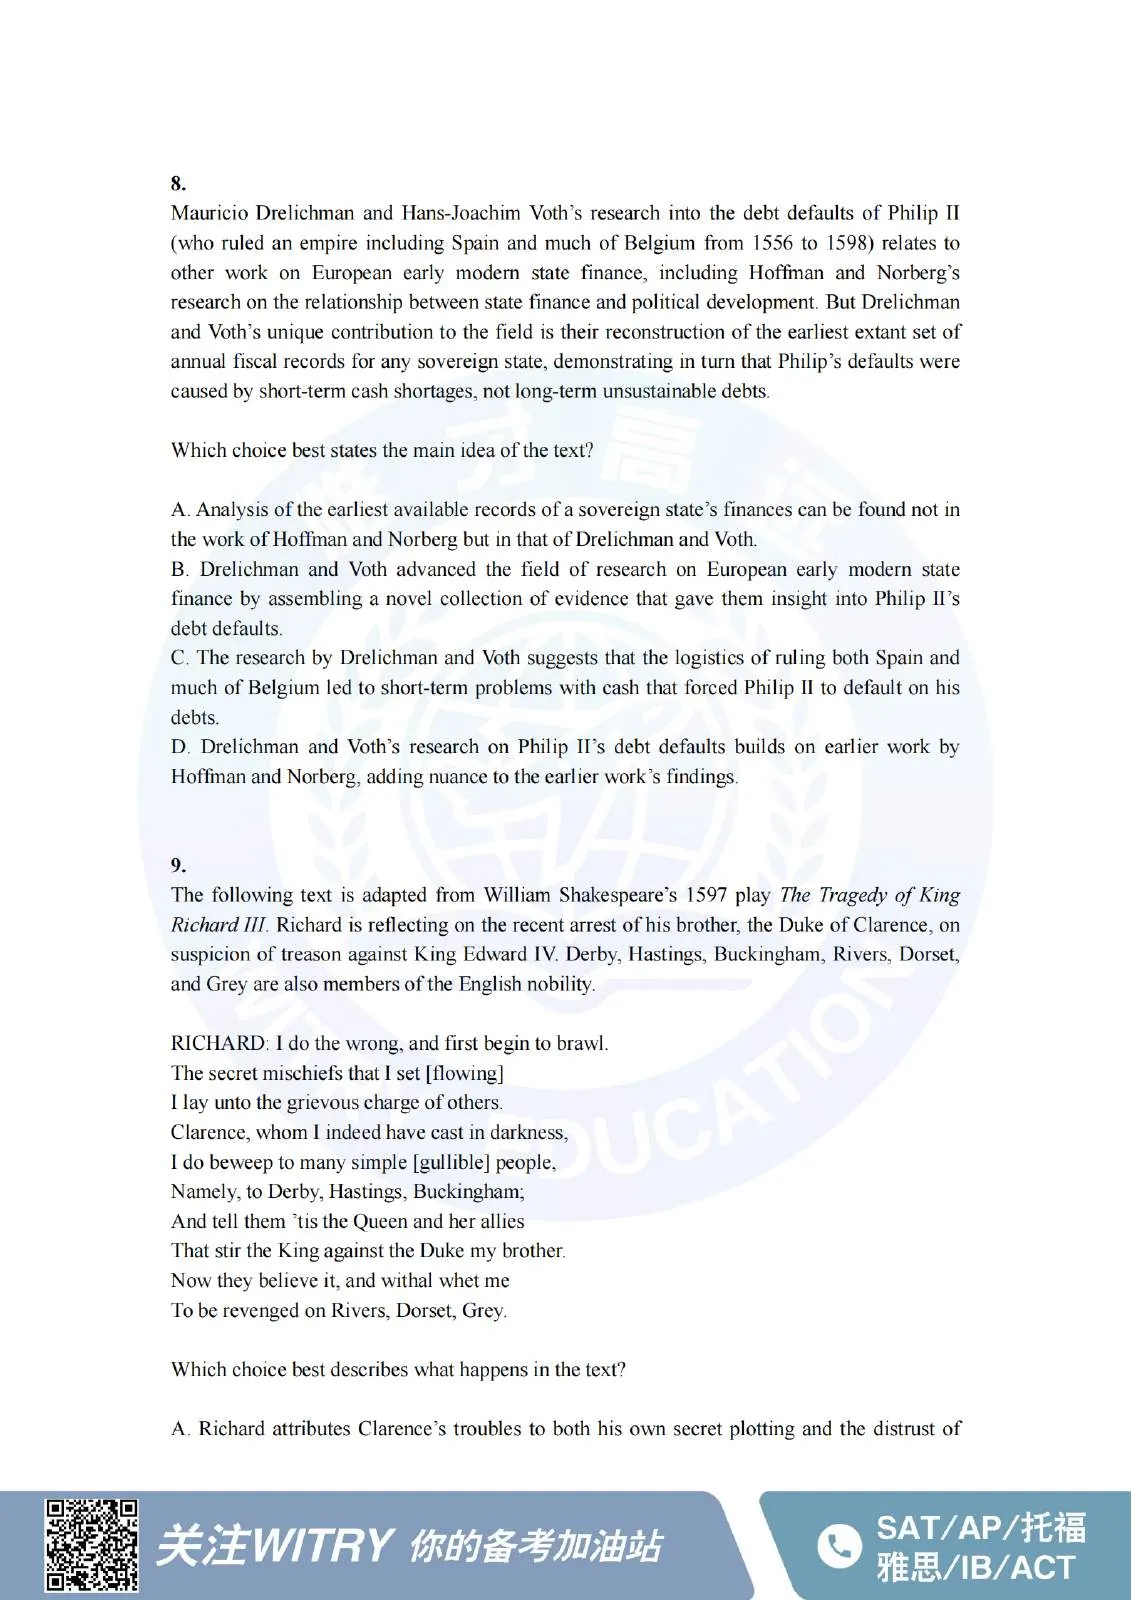 8.
Mauricio Drelichman and Hans-Joachim Voth’s research into the debt defaults of Philip II
(who ruled an empire including Spain and much of Belgium from 1556 to 1598) relates to
other work on European early modern state finance, including Hoffman and Norberg’s
research on the relationship between state finance and political development. But Drelichman
and Voth’s unique contribution to the field is their reconstruction of the earliest extant set of
annual fiscal records for any sovereign state, demonstrating in turn that Philip’s defaults were
caused by short-term cash shortages, not long-term unsustainable debts.
Which choice best states the main idea of the text?
A. Analysis of the earliest available records of a sovereign state’s finances can be found not in
the work of Hoffman and Norberg but in that of Drelichman and Voth.
B. Drelichman and Voth advanced the field of research on European early modern state
finance by assembling a novel collection of evidence that gave them insight into Philip II’s
debt defaults.
C. The research by Drelichman and Voth suggests that the logistics of ruling both Spain and
much of Belgium led to short-term problems with cash that forced Philip II to default on his
debts.
D. Drelichman and Voth’s research on Philip II’s debt defaults builds on earlier work by
Hoffman and Norberg, adding nuance to the earlier work’s findings.
9.
The following text is adapted from William Shakespeare’s 1597 play The Tragedy of King
Richard III. Richard is reflecting on the recent arrest of his brother, the Duke of Clarence, on
suspicion of treason against King Edward IV. Derby, Hastings, Buckingham, Rivers, Dorset,
and Grey are also members of the English nobility.
RICHARD: I do the wrong, and first begin to brawl.
The secret mischiefs that I set [flowing]
I lay unto the grievous charge of others.
Clarence, whom I indeed have cast in darkness,
I do beweep to many simple [gullible] people,
Namely, to Derby, Hastings, Buckingham;
And tell them ’tis the Queen and her allies
That stir the King against the Duke my brother.
Now they believe it, and withal whet me
To be revenged on Rivers, Dorset, Grey.
Which choice best describes what happens in the text?
A. Richard attributes Clarence’s troubles to both his own secret plotting and the distrust of
关注WITRY 你的备考加油站
SAT/AP/托福
雅思/IB/ACT
惟才高远
WITRY EDUCATION